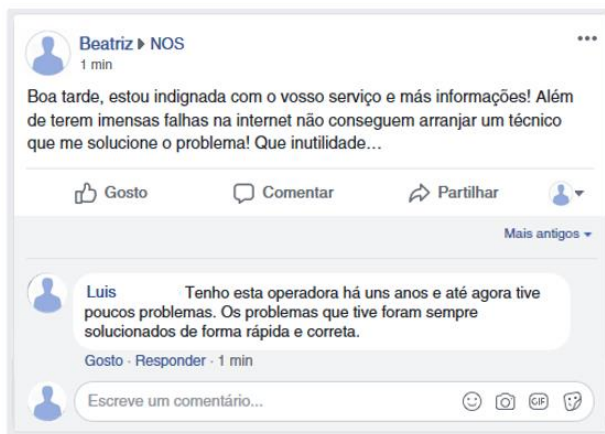 Beatriz NOS
1 min
Boa tarde, estou indignada com o vosso serviço e más informações! Além
de terem imensas falhas na internet não conseguem arranjar um técnico
que me solucione o problema! Que inutilidade…
Gosto Comentar Partilhar
Mais antigos
Luis Tenho esta operadora há uns anos e até agora tive
poucos problemas. Os problemas que tive foram sempre
solucionados de forma rápida e correta.
Gosto · Responder · 1 min
Escreve um comentário...
GIF